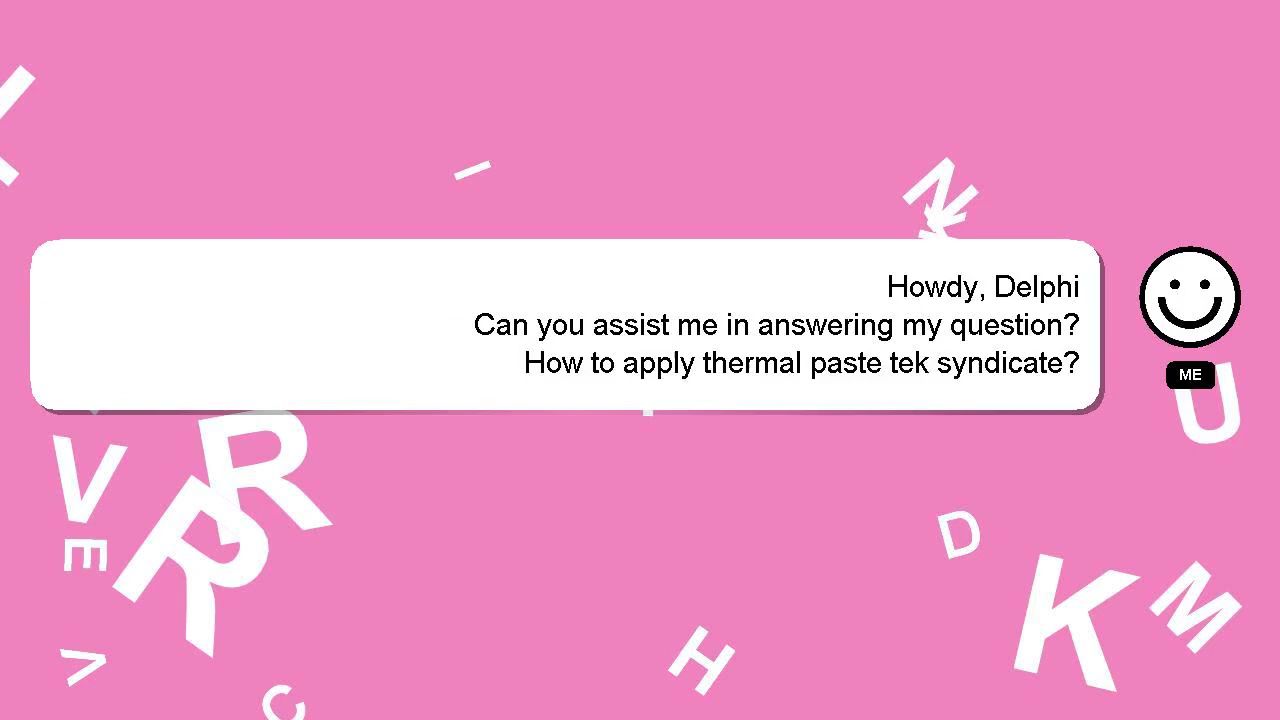 I
N
K
Howdy, Delphi
Can you assist me in answering my question?
How to apply thermal paste tek syndicate?
ME
U
R
V
R
E
D
K
M
H
V
C